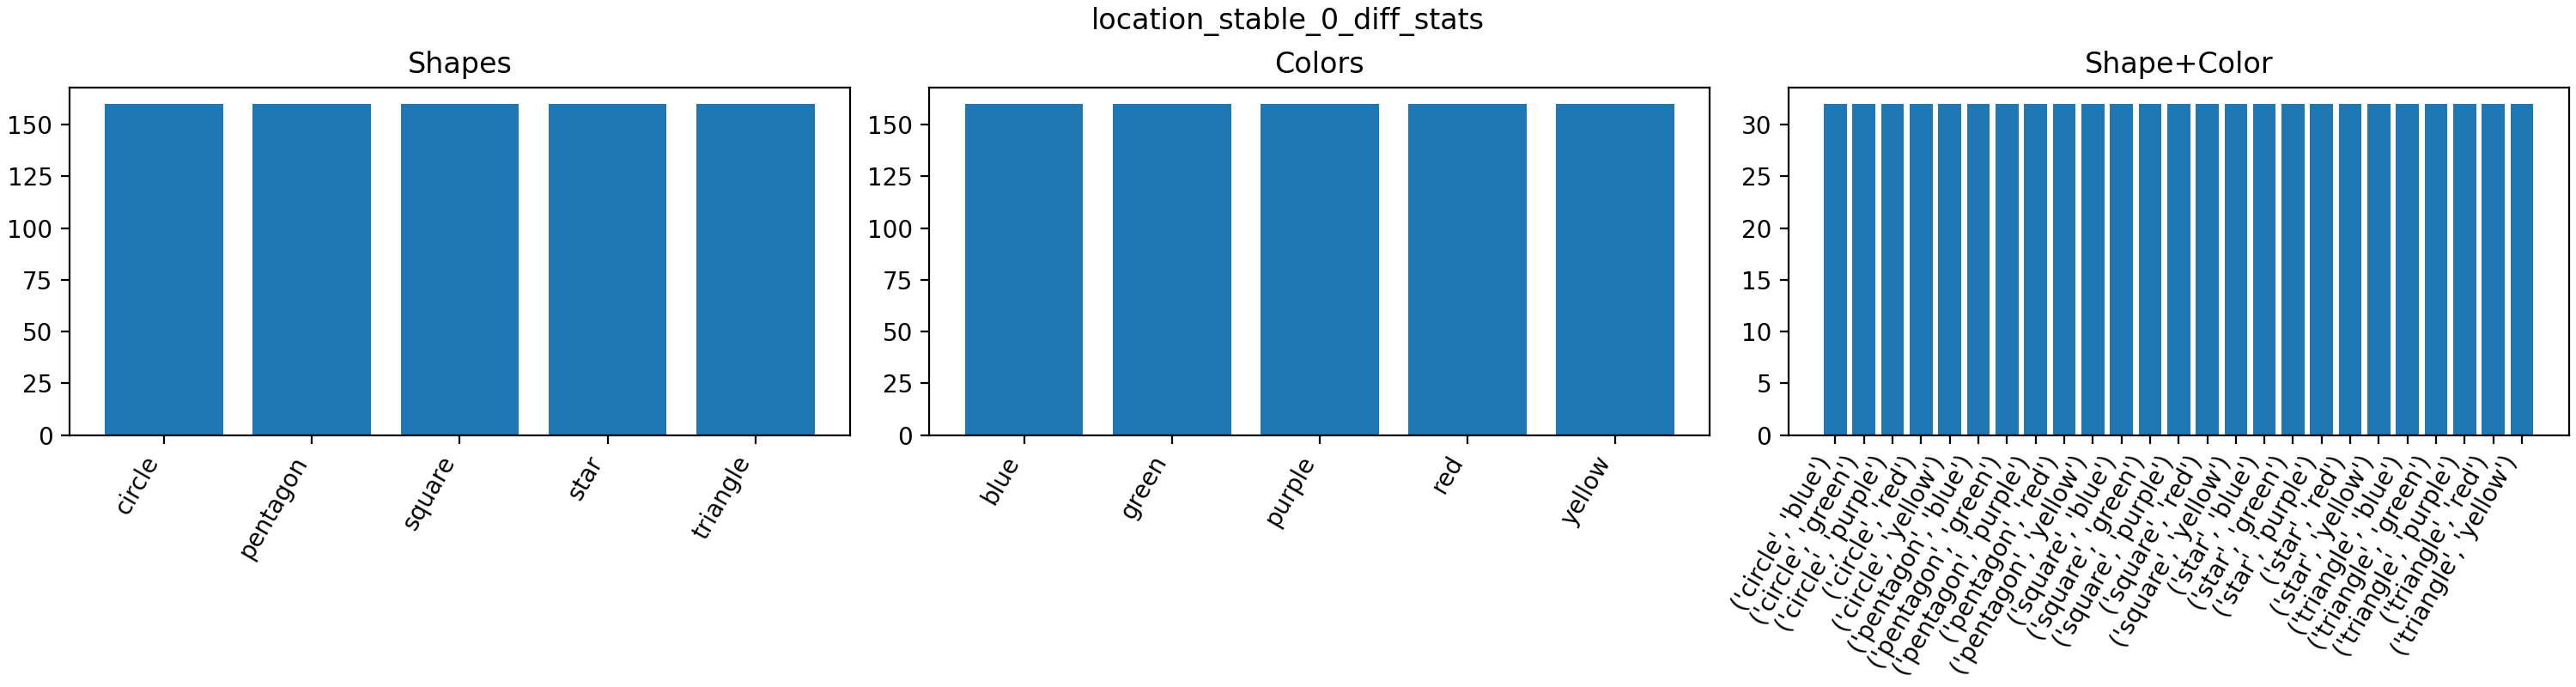 location_stable_0_diff_stats
Shapes
150
125
100
75
50
25
0
circle
pentagon
square
star
triangle
Colors
150
125
100
75
50
25
0
blue
green
purple
red
yellow
Shape+Color
30
25
20
15
10
5
0
('circle', 'blue')
('circle', 'green')
('circle', 'purple')
('circle', 'red')
('circle', 'yellow')
('pentagon', 'blue')
('pentagon', 'green')
('pentagon', 'purple')
('pentagon', 'red')
('pentagon', 'yellow')
('square', 'blue')
('square', 'green')
('square', 'purple')
('square', 'red')
('square', 'yellow')
('star', 'blue')
('star', 'green')
('star', 'purple')
('star', 'red')
('star', 'yellow')
('triangle', 'blue')
('triangle', 'green')
('triangle', 'purple')
('triangle', 'red')
('triangle', 'yellow')